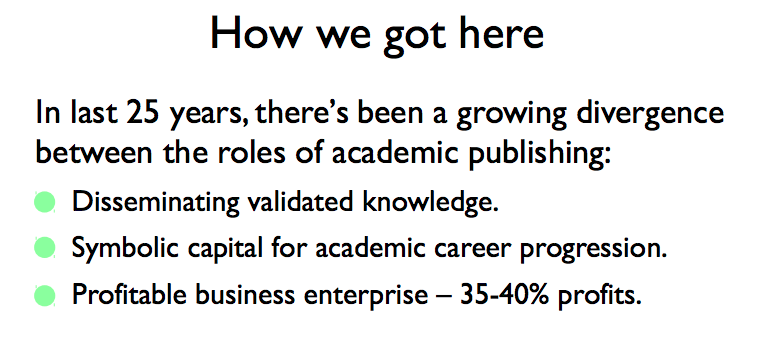 How we got here
In last 25 years, there’s been a growing divergence
between the roles of academic publishing:
Disseminating validated knowledge.
Symbolic capital for academic career progression.
Profitable business enterprise – 35-40% profits.